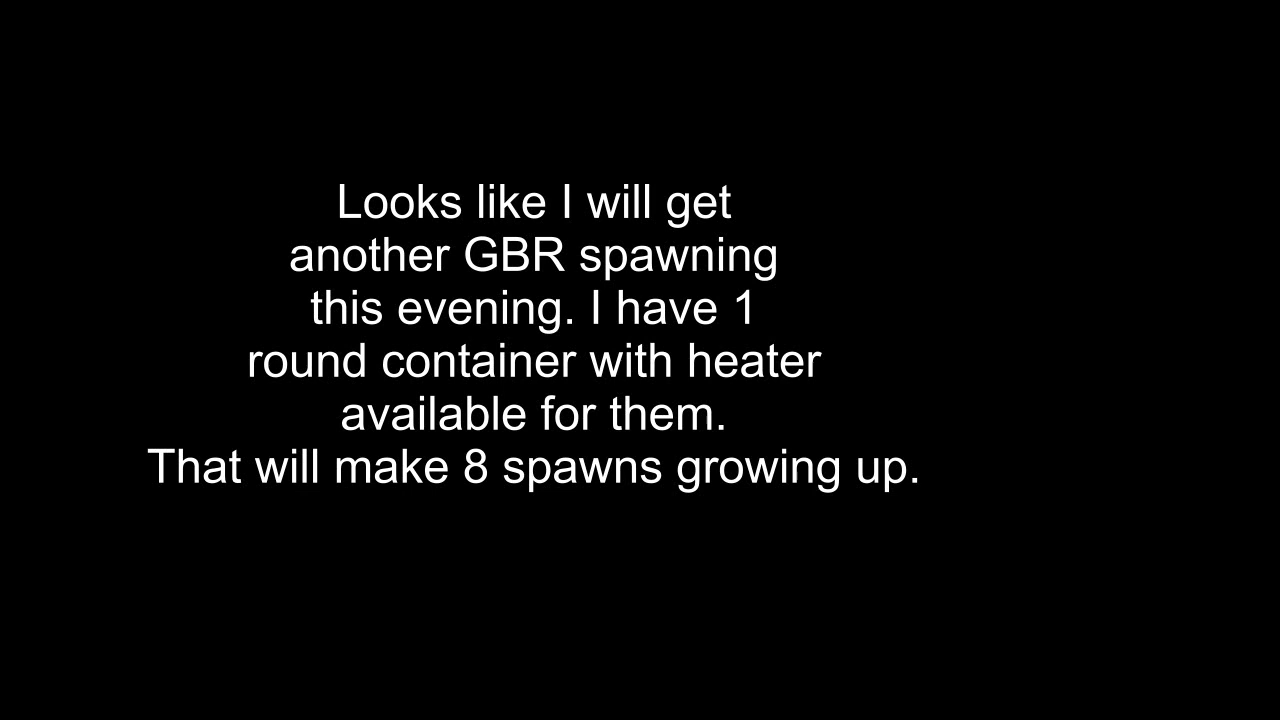 Looks like I will get
another GBR spawning
this evening. I have 1
round container with heater
available for them.
That will make 8 spawns growing up.